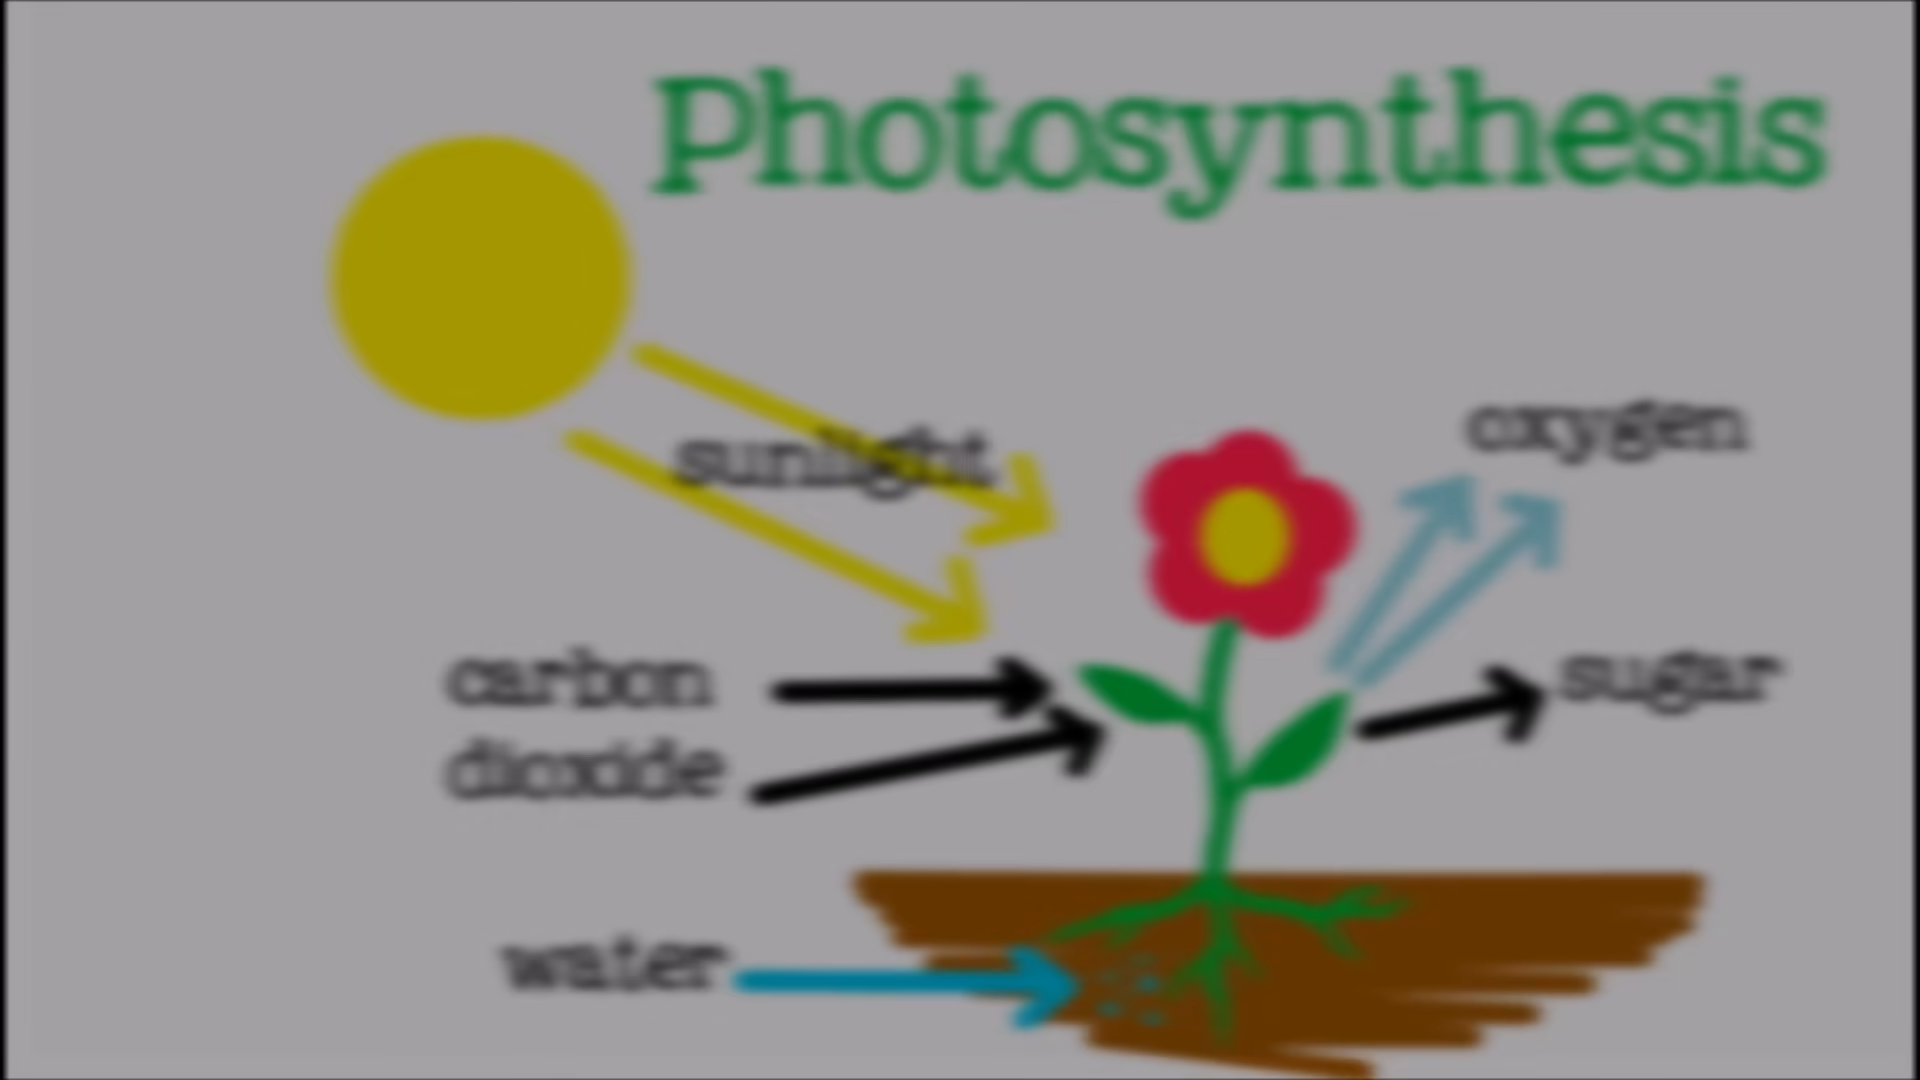 Photosynthesis
sunlight
oxygen
carbon
dioxide
sugar
water